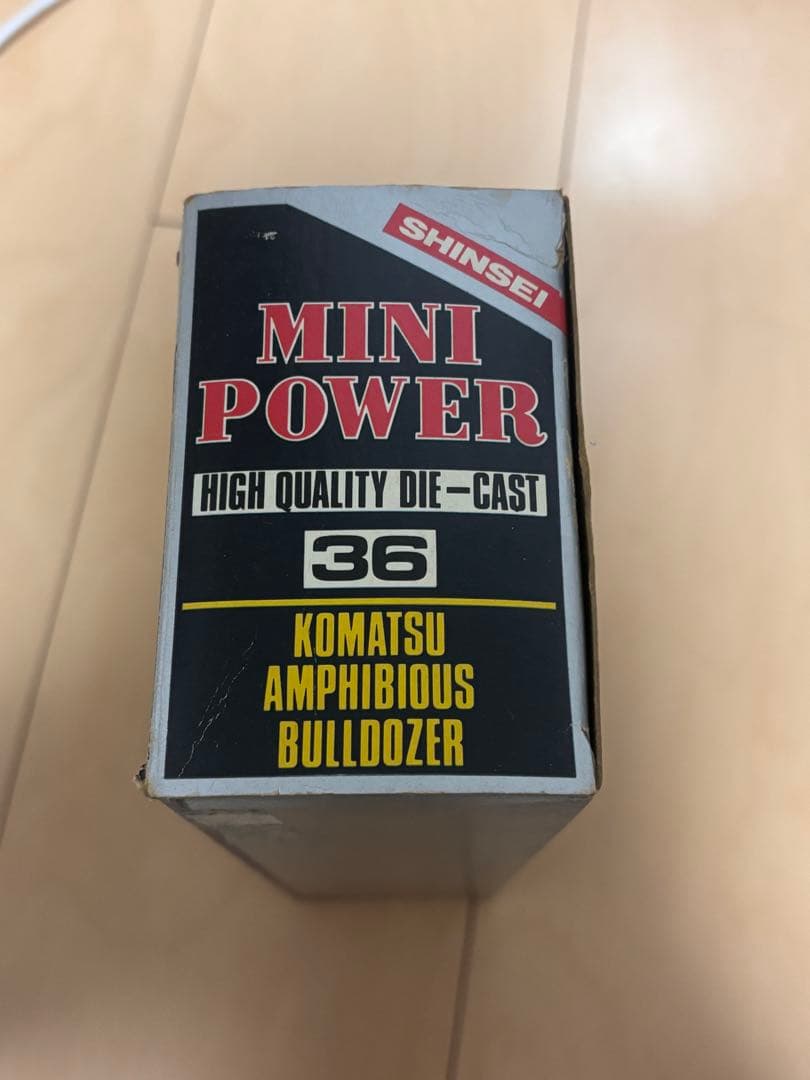 SHINSEI
MINI
POWER
HIGH QUALITY DIE-CAST
36
KOMATSU
AMPHIBIOUS
BULLDOZER